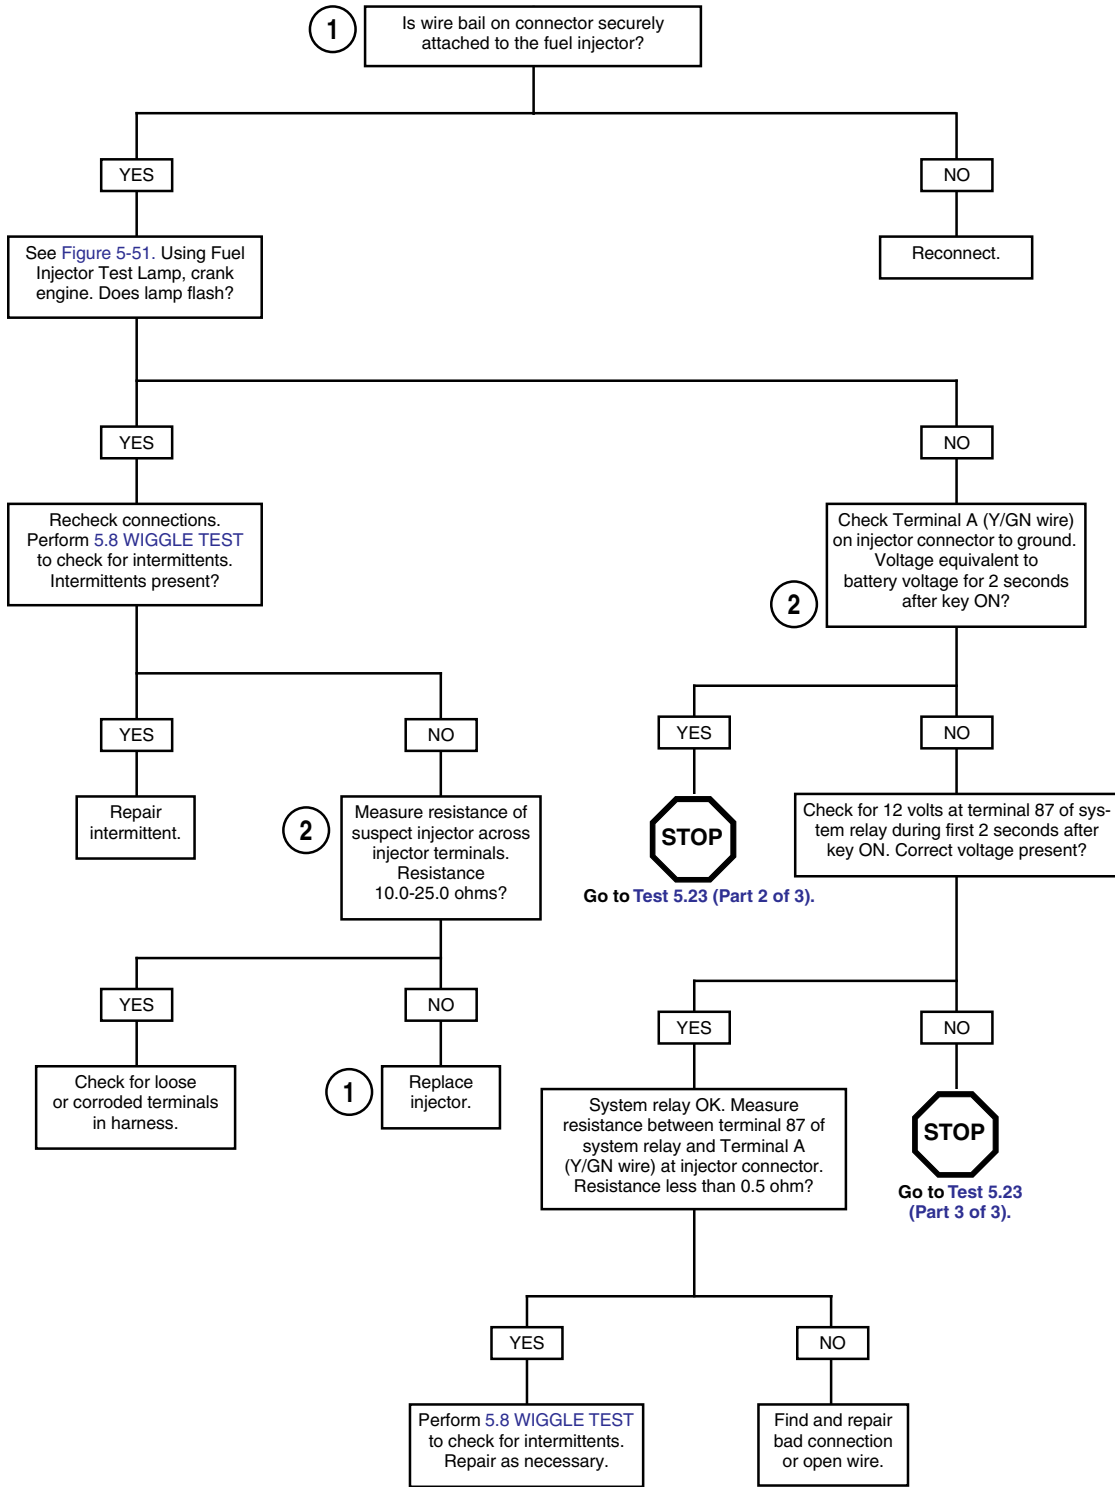 1
Is wire bail on connector securely
attached to the fuel injector?
YES
NO
See Figure 5-51. Using Fuel
Injector Test Lamp, crank
engine. Does lamp flash?
Reconnect.
YES
NO
Recheck connections.
Perform 5.8 WIGGLE TEST
to check for intermittents.
Intermittents present?
Check Terminal A (Y/GN wire)
on injector connector to ground.
Voltage equivalent to
battery voltage for 2 seconds
after key ON?
2
YES
NO
YES
NO
Repair
intermittent.
2
Measure resistance of
suspect injector across
injector terminals.
Resistance
10.0-25.0 ohms?
STOP
Go to Test 5.23 (Part 2 of 3).
Check for 12 volts at terminal 87 of sys-
tem relay during first 2 seconds after
key ON. Correct voltage present?
YES
NO
YES
NO
Check for loose
or corroded terminals
in harness.
1
Replace
injector.
System relay OK. Measure
resistance between terminal 87 of
system relay and Terminal A
(Y/GN wire) at injector connector.
Resistance less than 0.5 ohm?
STOP
Go to Test 5.23
(Part 3 of 3).
YES
NO
Perform 5.8 WIGGLE TEST
to check for intermittents.
Repair as necessary.
Find and repair
bad connection
or open wire.